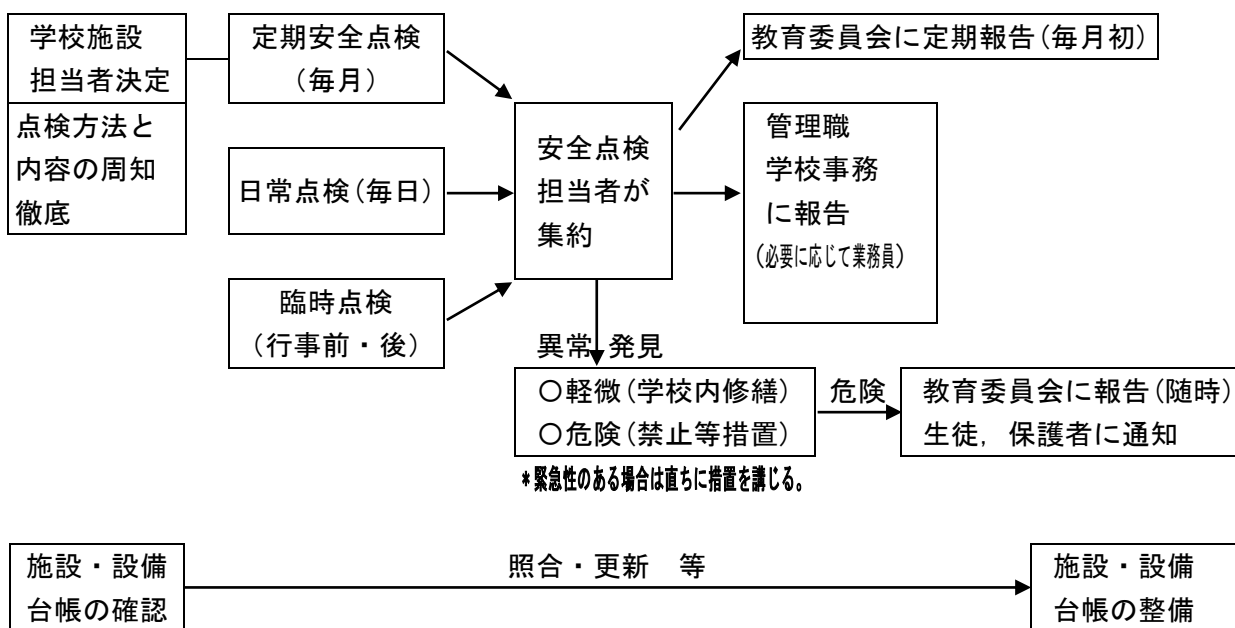 学校施設
担当者決定
点検方法と
内容の周知
徹底
定期安全点検
(毎月)
日常点検(毎日)
臨時点検
(行事前・後)
安全点検
担当者が
集約
教育委員会に定期報告(毎月初)
管理職
学校事務
に報告
(必要に応じて業務員)
異常 発見
○軽微(学校内修繕)
○危険(禁止等措置)
危険
教育委員会に報告(随時)
生徒，保護者に通知
*緊急性のある場合は直ちに措置を講じる。
施設・設備
台帳の確認
照合・更新　等
施設・設備
台帳の整備